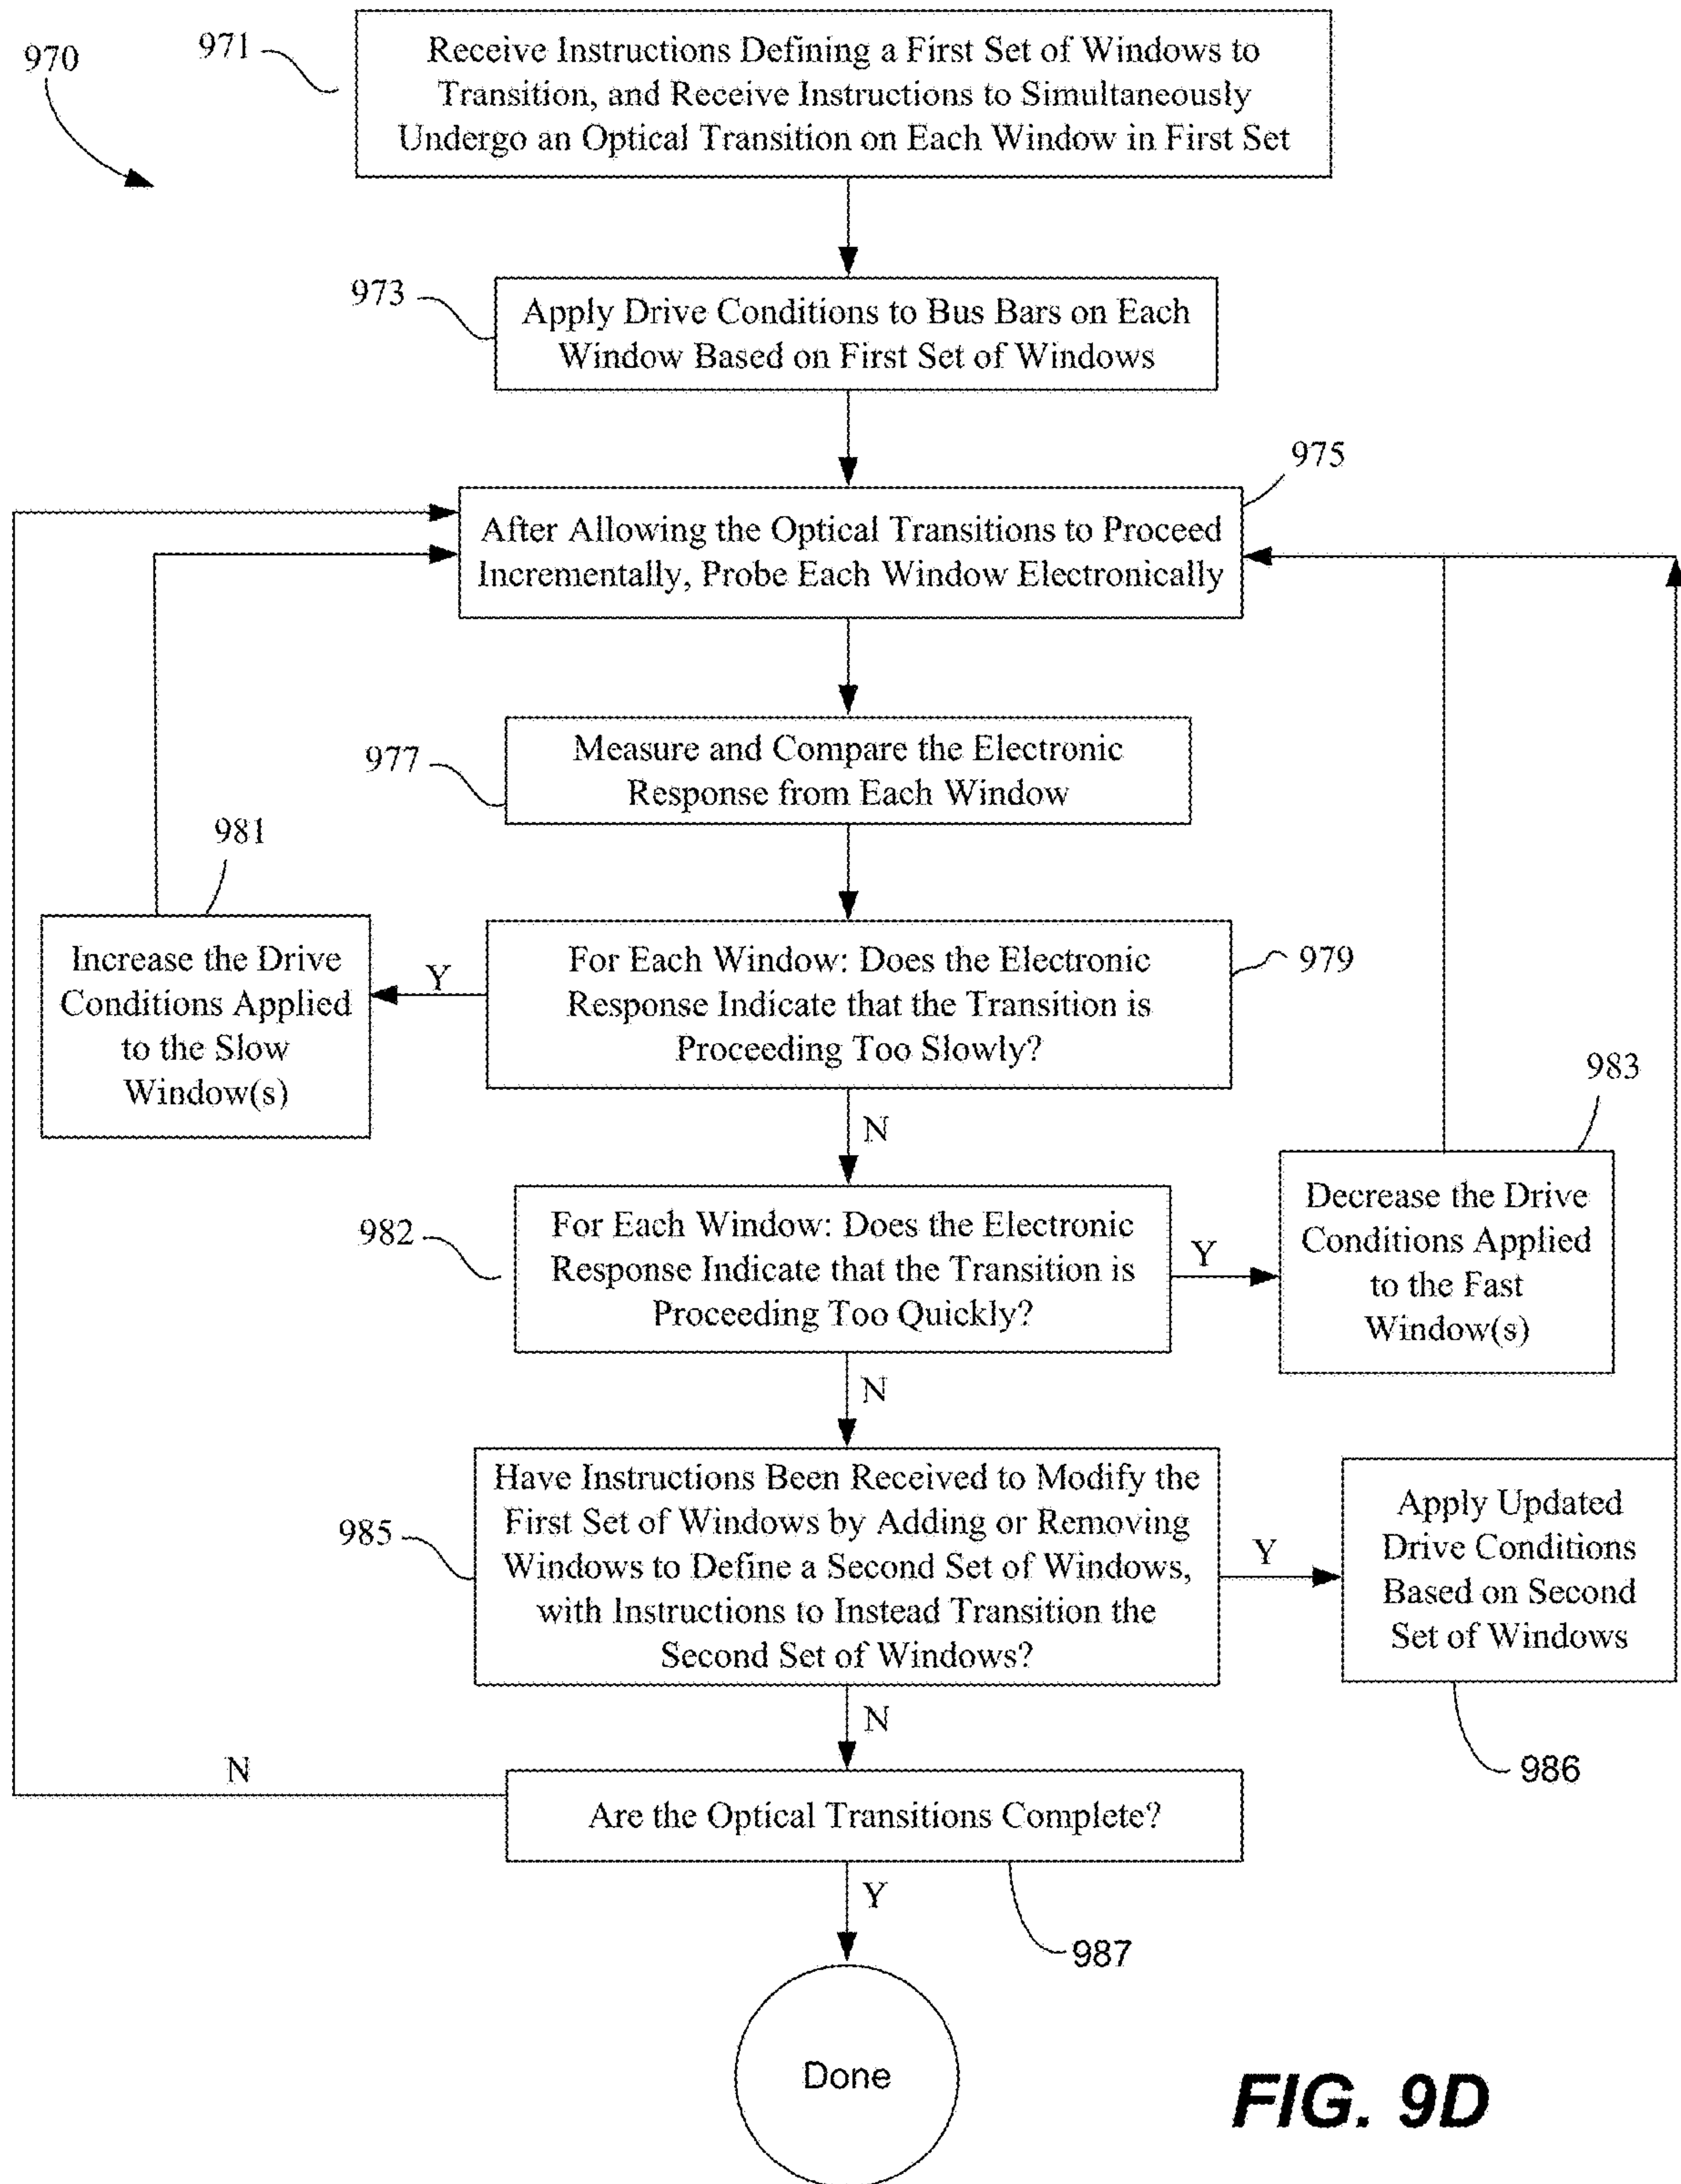 970
971
Receive Instructions Defining a First Set of Windows to
Transition, and Receive Instructions to Simultaneously
Undergo an Optical Transition on Each Window in First Set
973
Apply Drive Conditions to Bus Bars on Each
Window Based on First Set of Windows
975
After Allowing the Optical Transitions to Proceed
Incrementally, Probe Each Window Electronically
977
Measure and Compare the Electronic
Response from Each Window
981
Increase the Drive
Conditions Applied
to the Slow
Window(s)
Y
For Each Window: Does the Electronic
Response Indicate that the Transition is
Proceeding Too Slowly?
979
N
982
For Each Window: Does the Electronic
Response Indicate that the Transition is
Proceeding Too Quickly?
Y
983
Decrease the Drive
Conditions Applied
to the Fast
Window(s)
N
985
Have Instructions Been Received to Modify the
First Set of Windows by Adding or Removing
Windows to Define a Second Set of Windows,
with Instructions to Instead Transition the
Second Set of Windows?
Y
Apply Updated
Drive Conditions
Based on Second
Set of Windows
986
N
N
Are the Optical Transitions Complete?
987
Y
Done
FIG. 9D